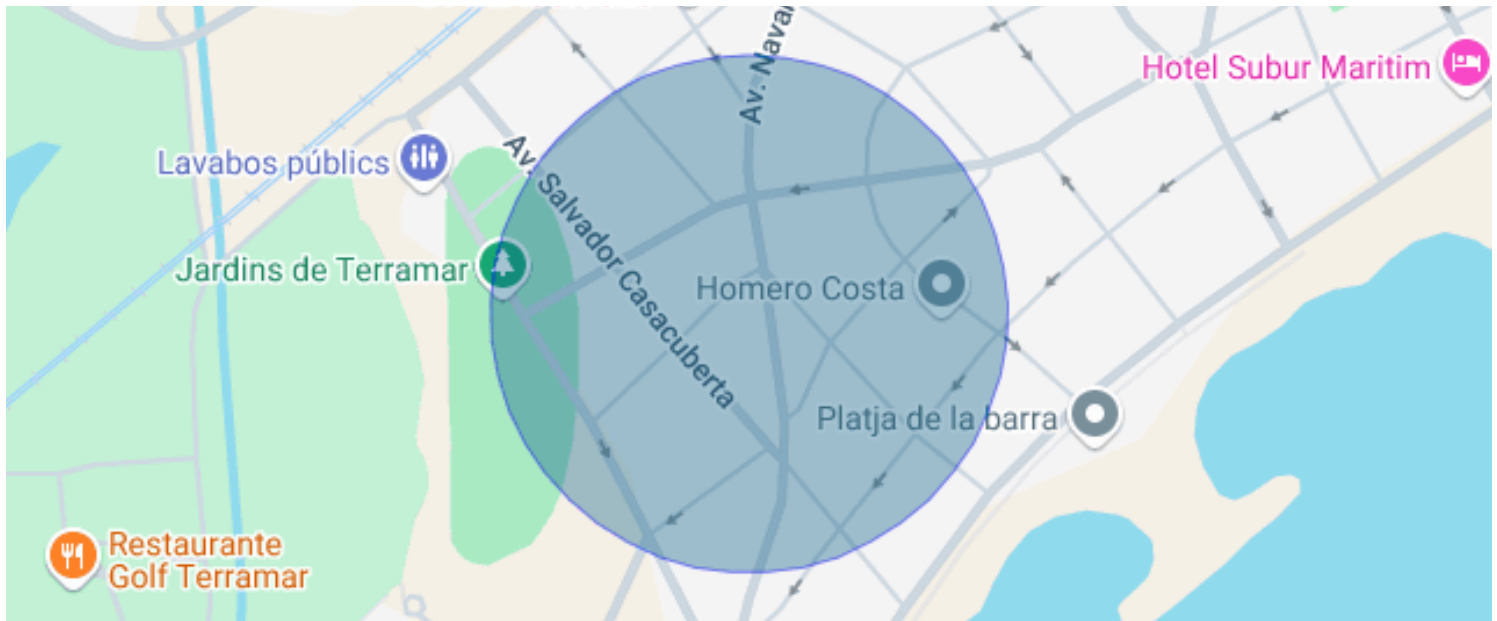 Av. Nava
Hotel Subur Maritim
Lavabos públics
Av. Salvador Casacuberta
Jardins de Terramar
Homero Costa
Platja de la barra
Restaurante
Golf Terramar